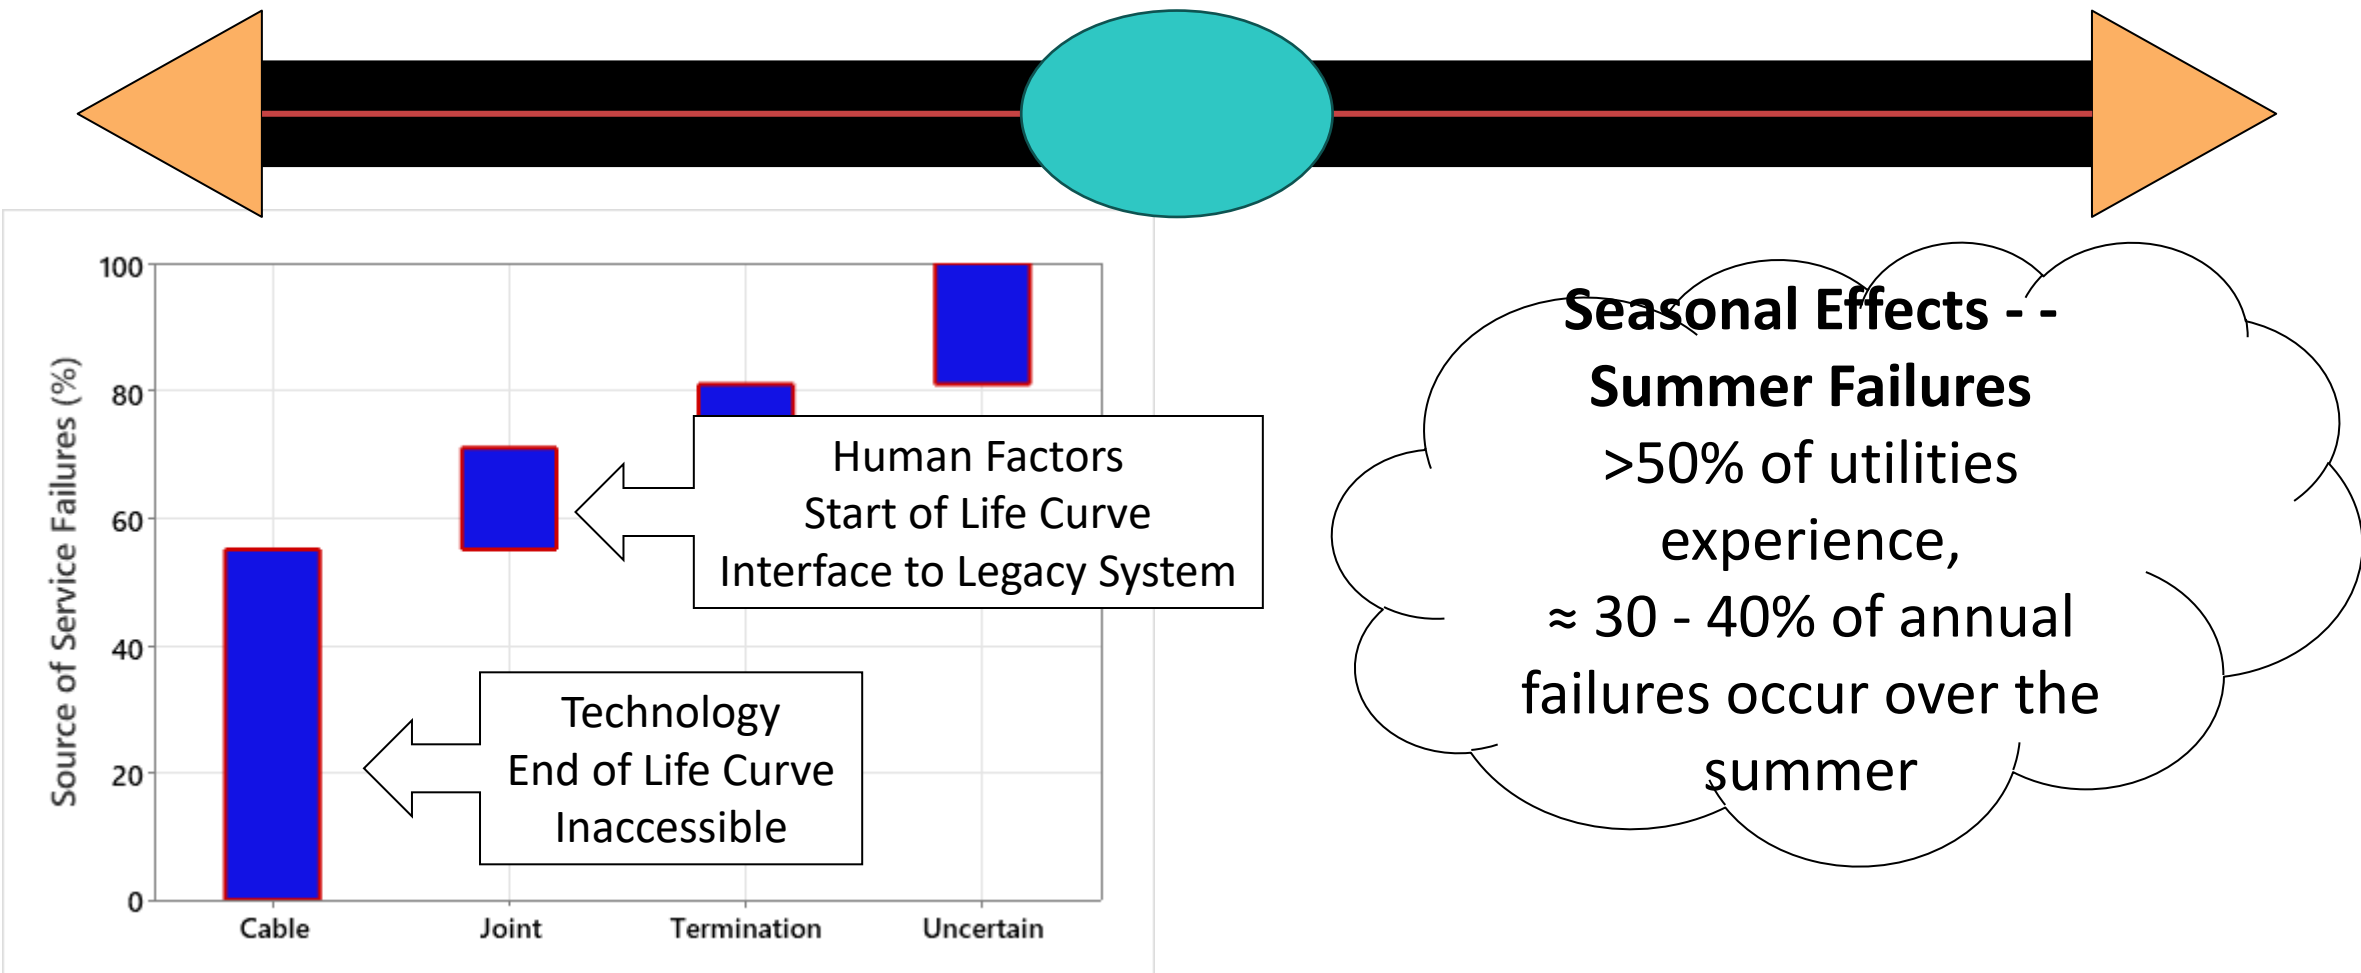 Source of Service Failures (%)
100
80
60
40
20
0
Cable
Joint
Termination
Uncertain
Human Factors
Start of Life Curve
Interface to Legacy System
Technology
End of Life Curve
Inaccessible
Seasonal Effects - -
Summer Failures
>50% of utilities
experience,
≈ 30 - 40% of annual
failures occur over the
summer